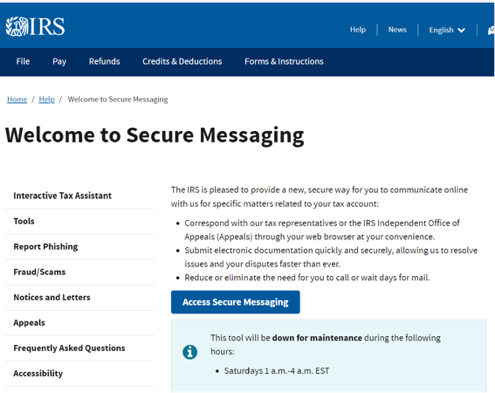 IRS
Help News English
File Pay Refunds Credits & Deductions Forms & Instructions
Home / Help / Welcome to Secure Messaging
Welcome to Secure Messaging
Interactive Tax Assistant
Tools
Report Phishing
Fraud/Scams
Notices and Letters
Appeals
Frequently Asked Questions
Accessibility
The IRS is pleased to provide a new, secure way for you to communicate online
with us for specific matters related to your tax account:
• Correspond with our tax representatives or the IRS Independent Office of
Appeals (Appeals) through your web browser at your convenience.
• Submit electronic documentation quickly and securely, allowing us to resolve
issues and your disputes faster than ever.
• Reduce or eliminate the need for you to call or wait days for mail.
Access Secure Messaging
This tool will be down for maintenance during the following
hours:
• Saturdays 1 a.m.-4 a.m. EST